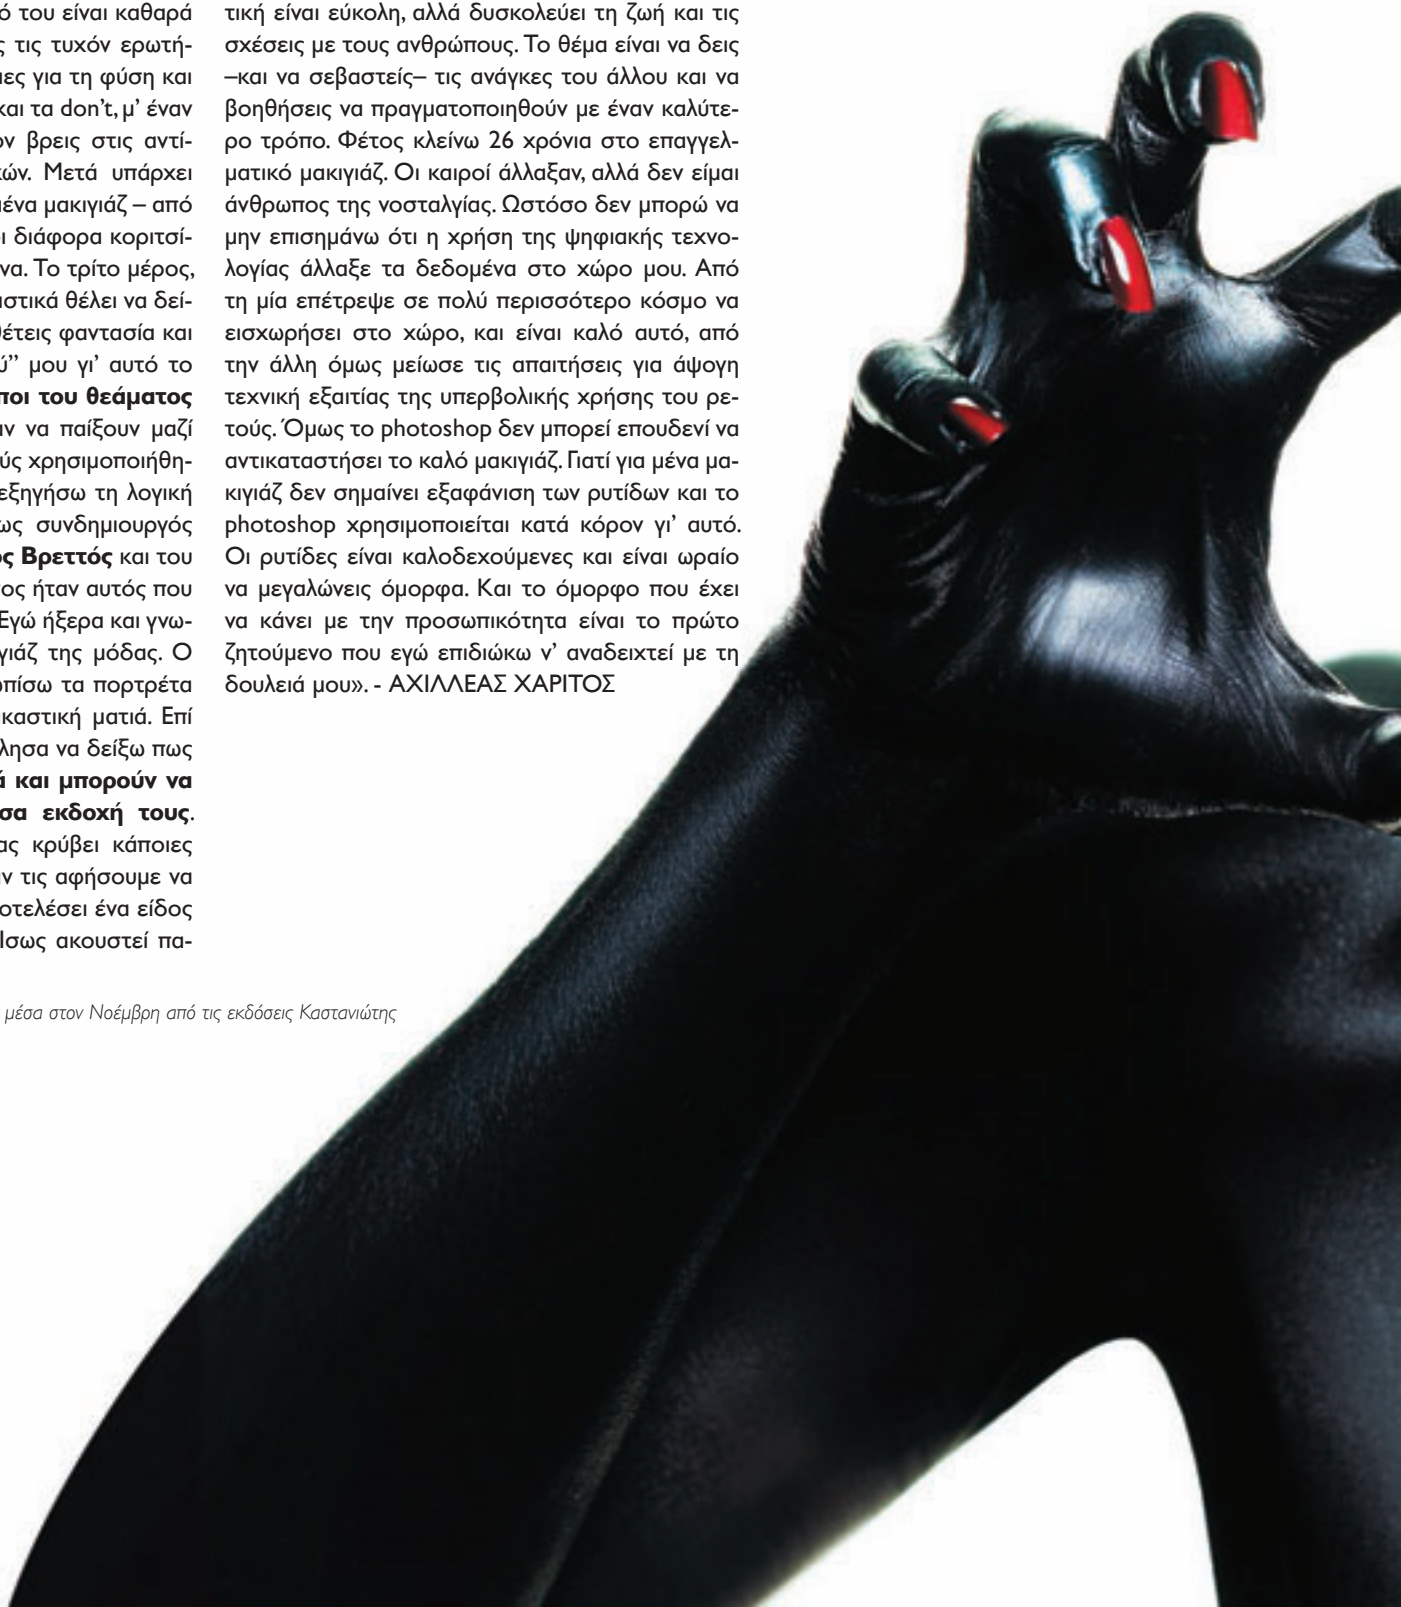 ό του είναι καθαρά
ς τις τυχόν ερωτή-
ες για τη φύση και
και τα don't, μ' έναν
ον βρεις στις αντί-
κών. Μετά υπάρχει
μένα μακιγιάζ – από
ι διάφορα κοριτσί-
να. Το τρίτο μέρος,
αστικά θέλει να δεί-
θέτεις φαντασία και
ύ” μου γι' αυτό το
ποι του θεάματος
αν να παίξουν μαζί
ούς χρησιμοποιήθη-
εξηγήσω τη λογική
ως συνδημιουργός
ς Βρεττός και του
τος ήταν αυτός που
Εγώ ήξερα και γνω-
γιάζ της μόδας. Ο
ωπίσω τα πορτρέτα
ικαστική ματιά. Επί
λησα να δείξω πως
ά και μπορούν να
σα εκδοχή τους.
ας κρύβει κάποιες
ν τις αφήσουμε να
οτελέσει ένα είδος
Ίσως ακουστεί πα-
τική είναι εύκολη, αλλά δυσκολεύει τη ζωή και τις
σχέσεις με τους ανθρώπους. Το θέμα είναι να δεις
–και να σεβαστείς– τις ανάγκες του άλλου και να
βοηθήσεις να πραγματοποιηθούν με έναν καλύτε-
ρο τρόπο. Φέτος κλείνω 26 χρόνια στο επαγγελ-
ματικό μακιγιάζ. Οι καιροί άλλαξαν, αλλά δεν είμαι
άνθρωπος της νοσταλγίας. Ωστόσο δεν μπορώ να
μην επισημάνω ότι η χρήση της ψηφιακής τεχνο-
λογίας άλλαξε τα δεδομένα στο χώρο μου. Από
τη μία επέτρεψε σε πολύ περισσότερο κόσμο να
εισχωρήσει στο χώρο, και είναι καλό αυτό, από
την άλλη όμως μείωσε τις απαιτήσεις για άψογη
τεχνική εξαιτίας της υπερβολικής χρήσης του ρε-
τούς. Όμως το photoshop δεν μπορεί επουδενί να
αντικαταστήσει το καλό μακιγιάζ. Γιατί για μένα μα-
κιγιάζ δεν σημαίνει εξαφάνιση των ρυτίδων και το
photoshop χρησιμοποιείται κατά κόρον γι' αυτό.
Οι ρυτίδες είναι καλοδεχούμενες και είναι ωραίο
να μεγαλώνεις όμορφα. Και το όμορφο που έχει
να κάνει με την προσωπικότητα είναι το πρώτο
ζητούμενο που εγώ επιδιώκω ν' αναδειχτεί με τη
δουλειά μου». - ΑΧΙΛΛΕΑΣ ΧΑΡΙΤΟΣ
μέσα στον Νοέμβρη από τις εκδόσεις Καστανιώτης